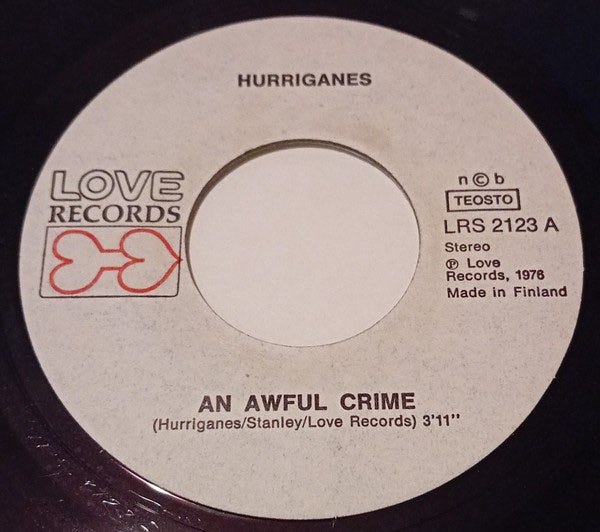 HURRIGANES
LOVE
RECORDS
n © b
TEOSTO
LRS 2123 A
Stereo
℗ Love
Records, 1976
Made in Finland
AN AWFUL CRIME
(Hurriganes/Stanley/Love Records) 3'11''